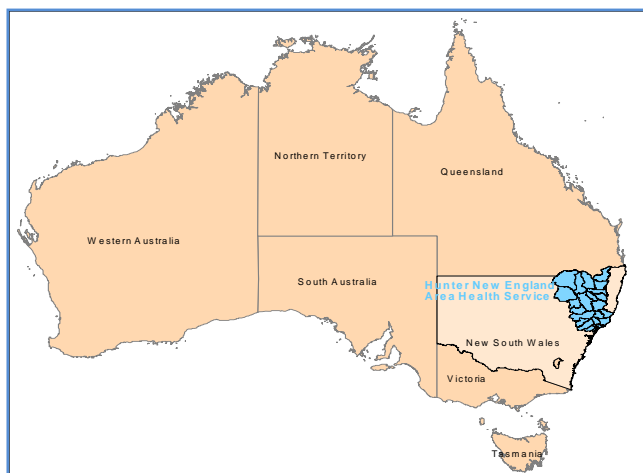 Northern Territory
Queensland
Western Australia
South Australia
Hunter New England
Area Health Service
New South Wales
Victoria
Tasmania